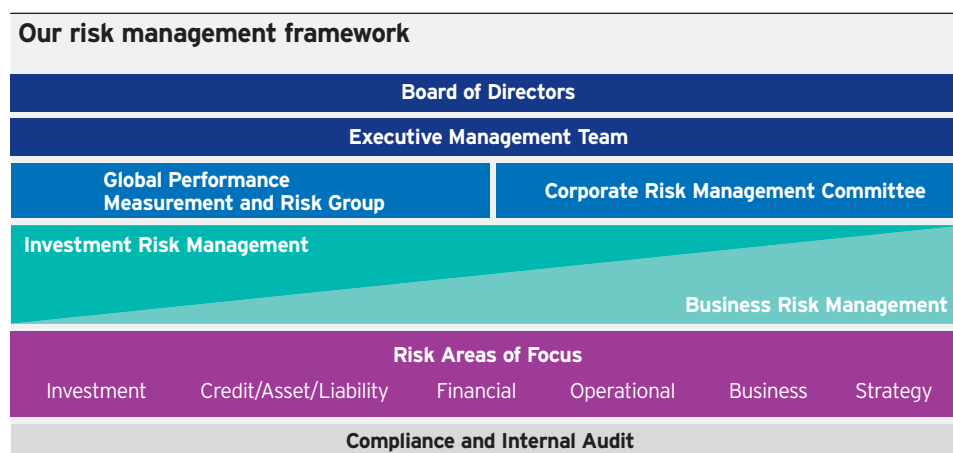 Our risk management framework
Board of Directors
Executive Management Team
Global Performance
Measurement and Risk Group
Corporate Risk Management Committee
Investment Risk Management
Business Risk Management
Risk Areas of Focus
Investment Credit/Asset/Liability Financial Operational Business Strategy
Compliance and Internal Audit